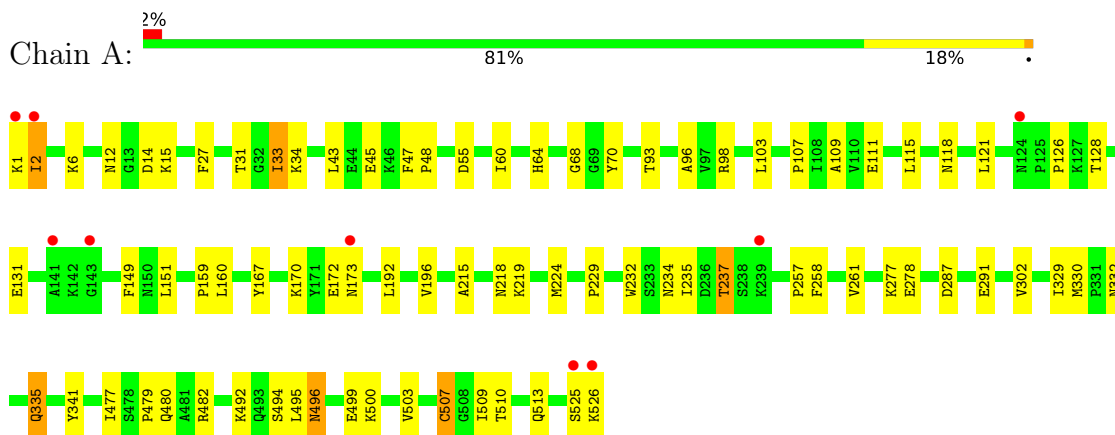 2%
Chain A:
81% 18% •
K1 I2 K6 N12 G13 D14 K15 F27 T31 G32 I33 K34 L43 E44 E45 K46 F47 P48 D55 I60 H64 G68 G69 Y70 T93 A96 V97 R98 L103 P107 I108 A109 V110 E111 L115 N118 L121 N124 P125 P126 K127 T128
E131 A141 K142 G143 F149 N150 L151 P159 L160 Y167 K170 Y171 E172 N173 L192 V196 A215 N218 K219 M224 P229 W232 S233 N234 I235 D236 T237 S238 K239 P257 F258 V261 K277 E278 D287 E291 V302 I329 M330 P331 N332
Q335 Y341 I477 S478 P479 Q480 A481 R482 K492 Q493 S494 L495 N496 E499 K500 V503 G507 G508 I509 T510 Q513 S525 K526